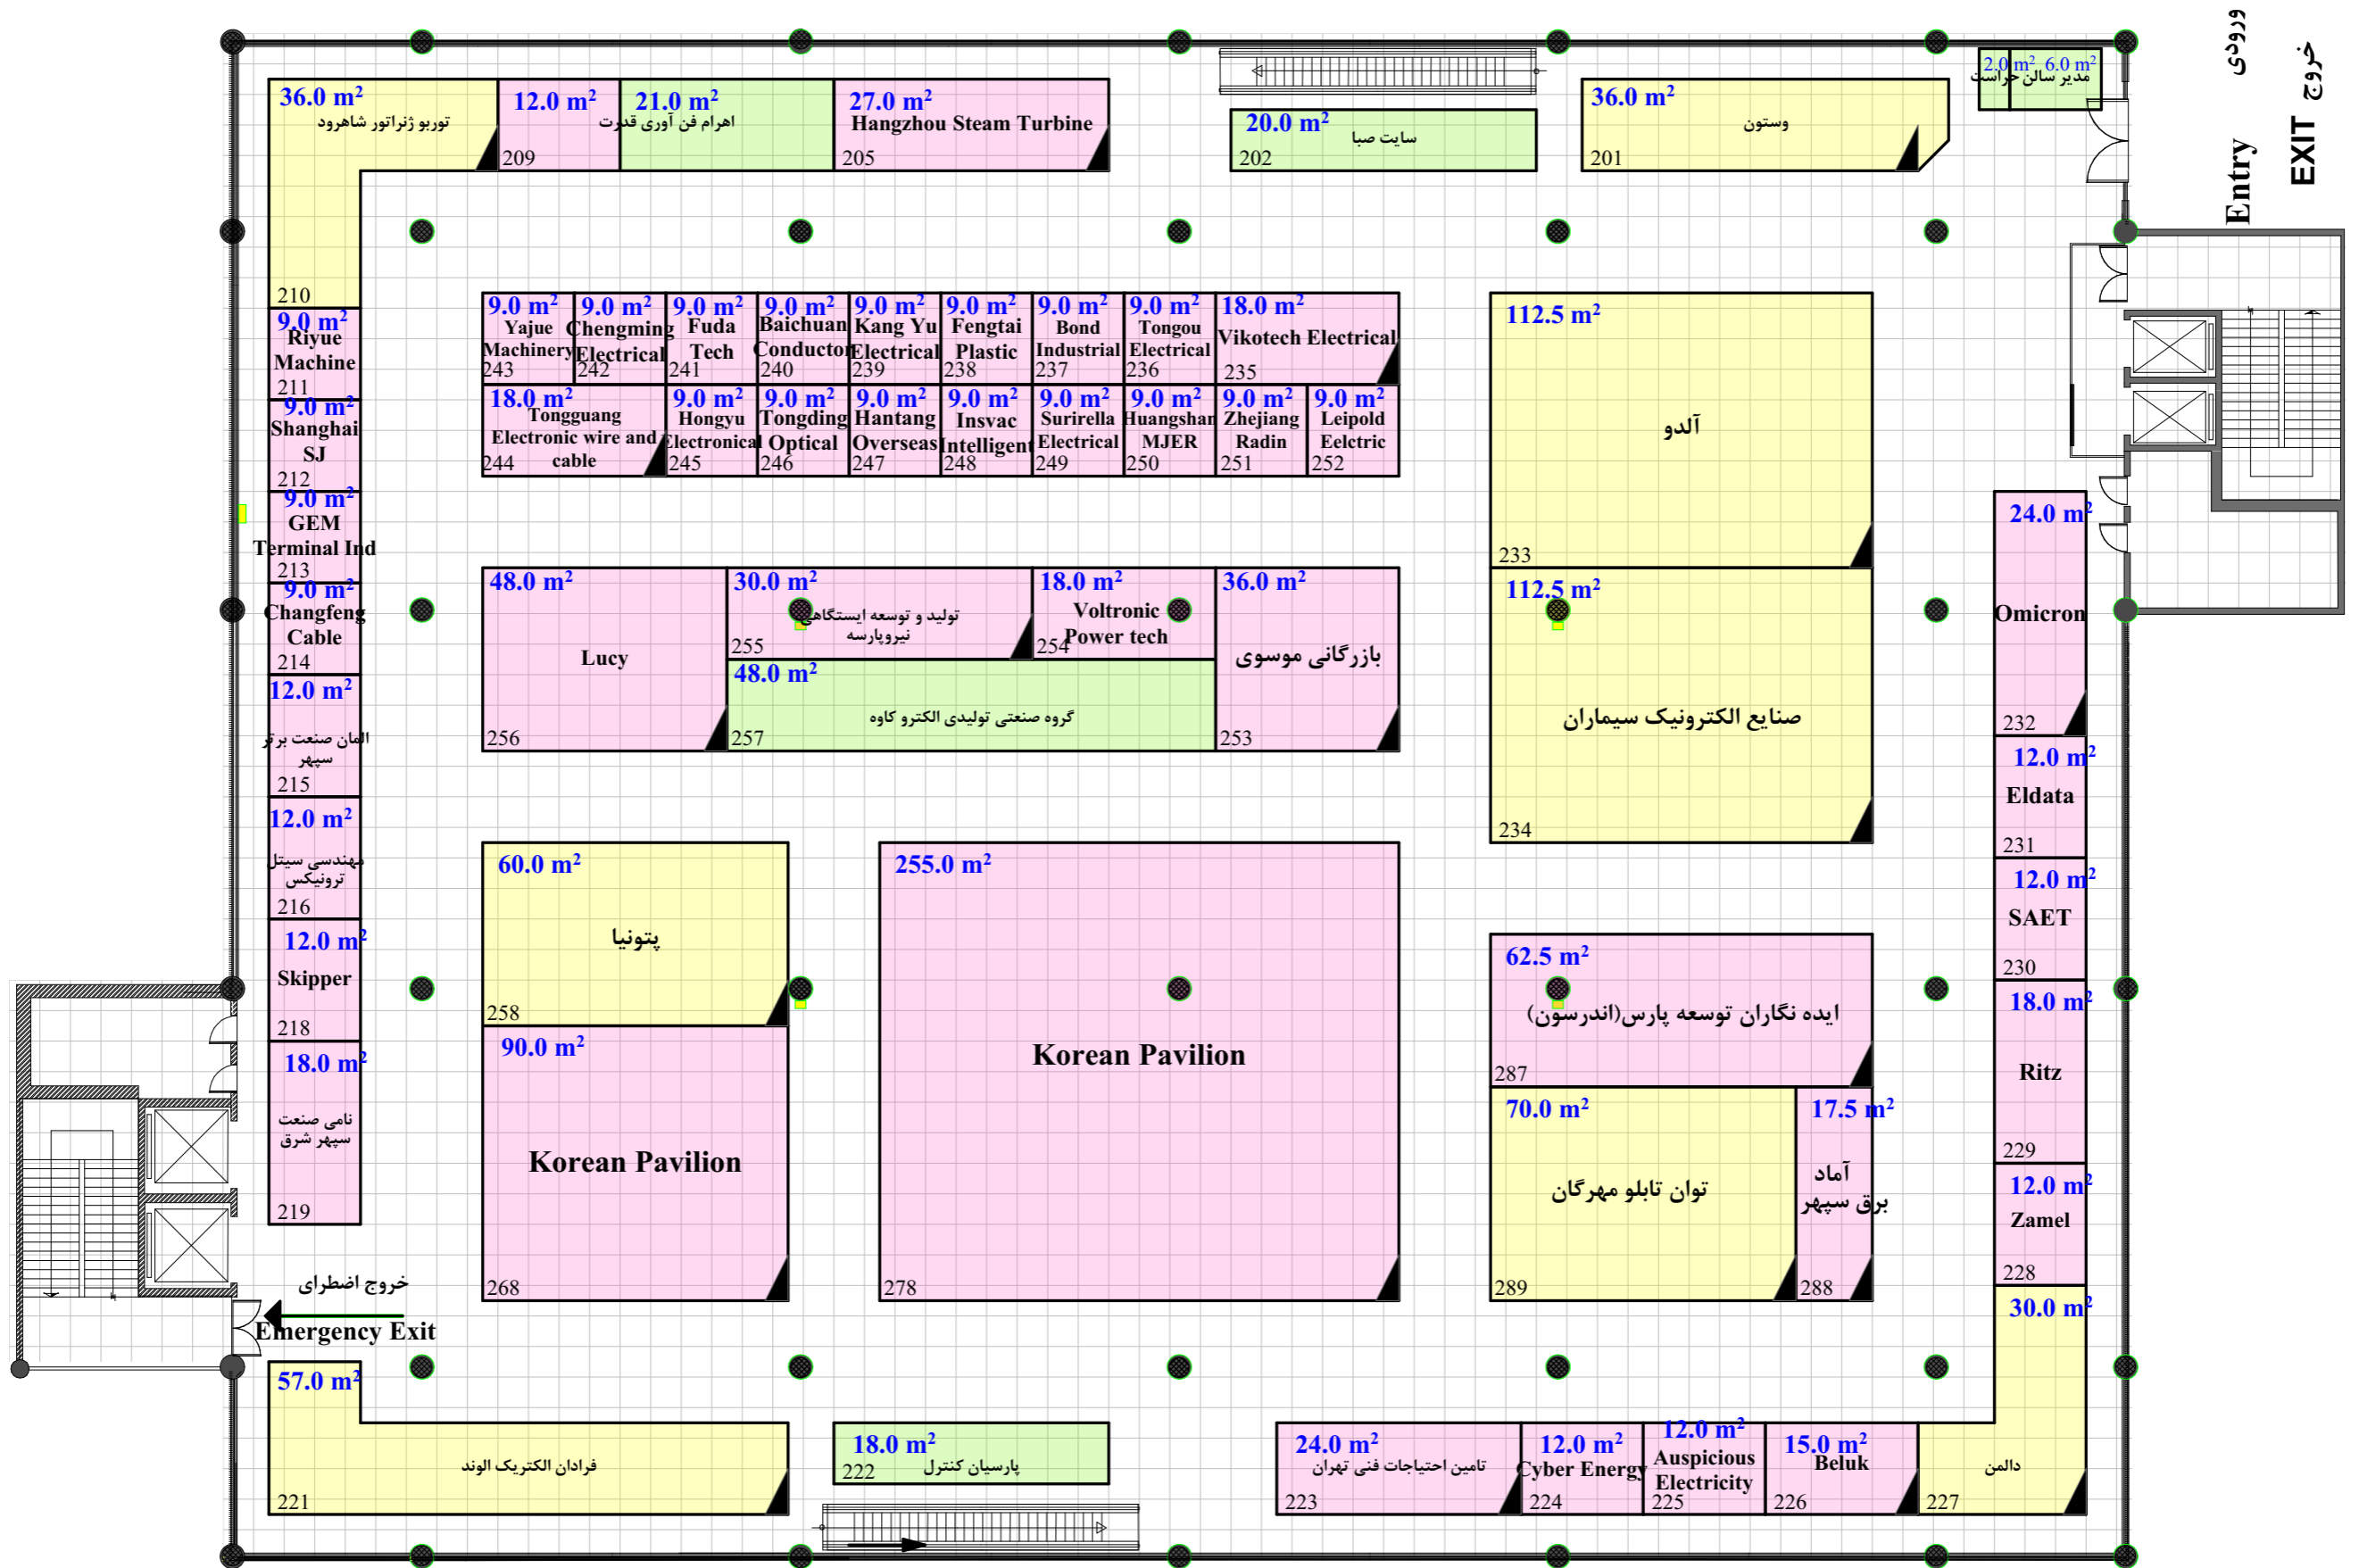 ورودی
خروج
Entry
EXIT
2.0 m² 6.0 m²
مدیر سالن حراست
36.0 m²
توربو ژنراتور شاهرود
210
12.0 m²
209
21.0 m²
اهرام فن آوری قدرت
27.0 m²
Hangzhou Steam Turbine
205
20.0 m²
سایت صبا
202
36.0 m²
وستون
201
9.0 m²
Riyue
Machine
211
9.0 m²
Shanghai
SJ
212
9.0 m²
GEM
Terminal Ind
213
9.0 m²
Changfeng
Cable
214
12.0 m²
المان صنعت برتر
سپهر
215
12.0 m²
مهندسی سیتل
ترونیکس
216
12.0 m²
Skipper
218
18.0 m²
نامی صنعت
سپهر شرق
219
9.0 m²
Yajue
Machinery
243
9.0 m²
Chengming
Electrical
242
9.0 m²
Fuda
Tech
241
9.0 m²
Baichuan
Conductor
240
9.0 m²
Kang Yu
Electrical
239
9.0 m²
Fengtai
Plastic
238
9.0 m²
Bond
Industrial
237
9.0 m²
Tongou
Electrical
236
18.0 m²
Vikotech Electrical
235
18.0 m²
Tongguang
Electronic wire and
cable
244
9.0 m²
Hongyu
Electronical
245
9.0 m²
Tongding
Optical
246
9.0 m²
Hantang
Overseas
247
9.0 m²
Insvac
Intelligent
248
9.0 m²
Surirella
Electrical
249
9.0 m²
Huangshan
MJER
250
9.0 m²
Zhejiang
Radin
251
9.0 m²
Leipold
Eelctric
252
112.5 m²
آلدو
233
112.5 m²
صنایع الکترونیک سیماران
234
48.0 m²
Lucy
256
30.0 m²
تولید و توسعه ایستگاهی
نیروپارسه
255
18.0 m²
Voltronic
Power tech
254
36.0 m²
بازرگانی موسوی
253
48.0 m²
گروه صنعتی تولیدی الکترو کاوه
257
24.0 m²
Omicron
232
12.0 m²
Eldata
231
12.0 m²
SAET
230
18.0 m²
Ritz
229
12.0 m²
Zamel
228
30.0 m²
دالمن
227
60.0 m²
پتونیا
258
90.0 m²
Korean Pavilion
268
255.0 m²
Korean Pavilion
278
62.5 m²
ایده نگاران توسعه پارس(اندرسون)
287
70.0 m²
توان تابلو مهرگان
289
17.5 m²
آماد
برق سپهر
288
خروج اضطرای
Emergency Exit
57.0 m²
فرادان الکتریک الوند
221
18.0 m²
پارسیان کنترل
222
24.0 m²
تامین احتیاجات فنی تهران
223
12.0 m²
Cyber Energy
224
12.0 m²
Auspicious
Electricity
225
15.0 m²
Beluk
226